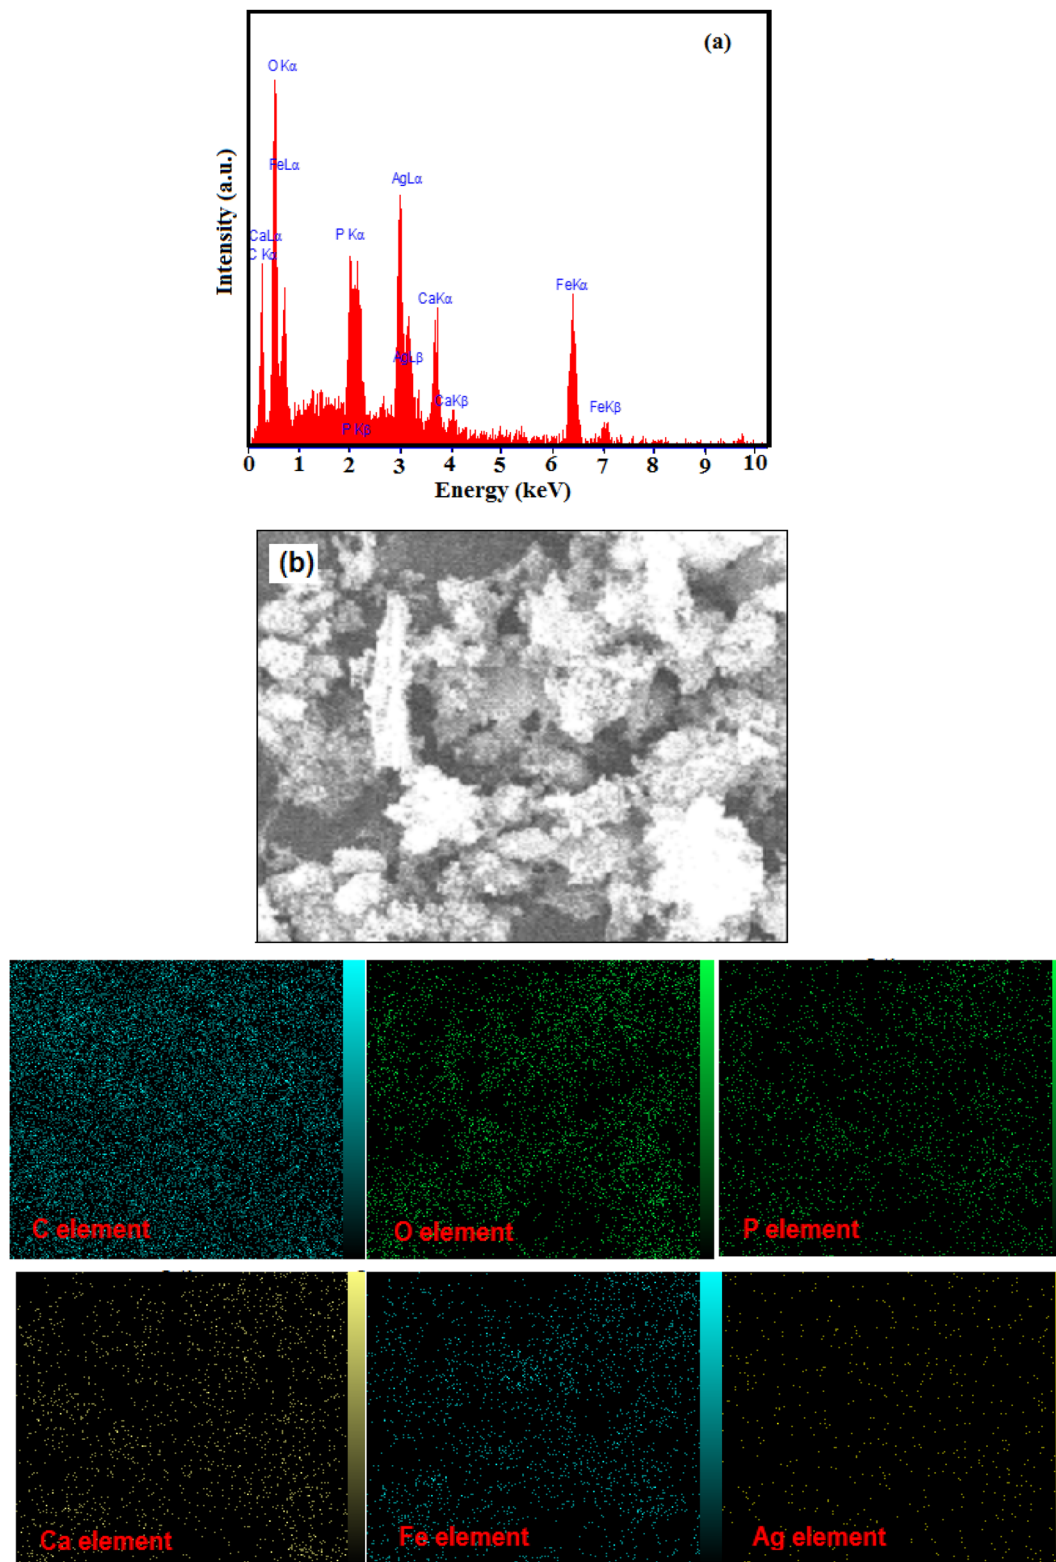 (a)
O Kα
FeLα
AgLα
CaLα
P Kα
C Kα
FeKα
CaKα
AgLβ
CaKβ
FeKβ
P Kβ
Intensity (a.u.)
0 1 2 3 4 5 6 7 8 9 10
Energy (keV)
(b)
C element
O element
P element
Ca element
Fe element
Ag element